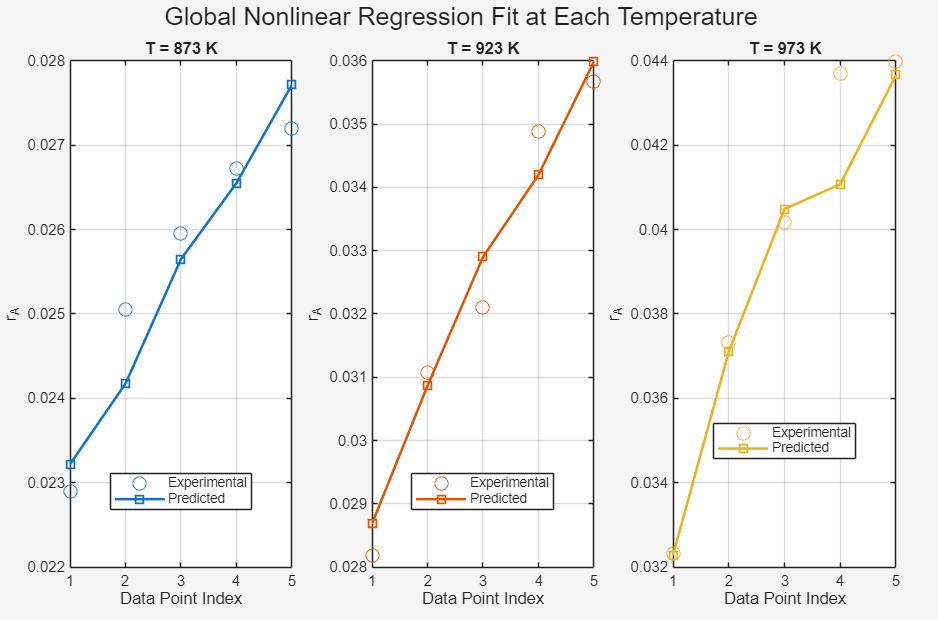 Global Nonlinear Regression Fit at Each Temperature
T = 873 K
0.028
0.027
0.026
0.025
0.024
0.023
0.022
rA
Experimental
Predicted
1 2 3 4 5
Data Point Index
T = 923 K
0.036
0.035
0.034
0.033
0.032
0.031
0.03
0.029
0.028
rA
Experimental
Predicted
1 2 3 4 5
Data Point Index
T = 973 K
0.044
0.042
0.04
0.038
0.036
0.034
0.032
rA
Experimental
Predicted
1 2 3 4 5
Data Point Index